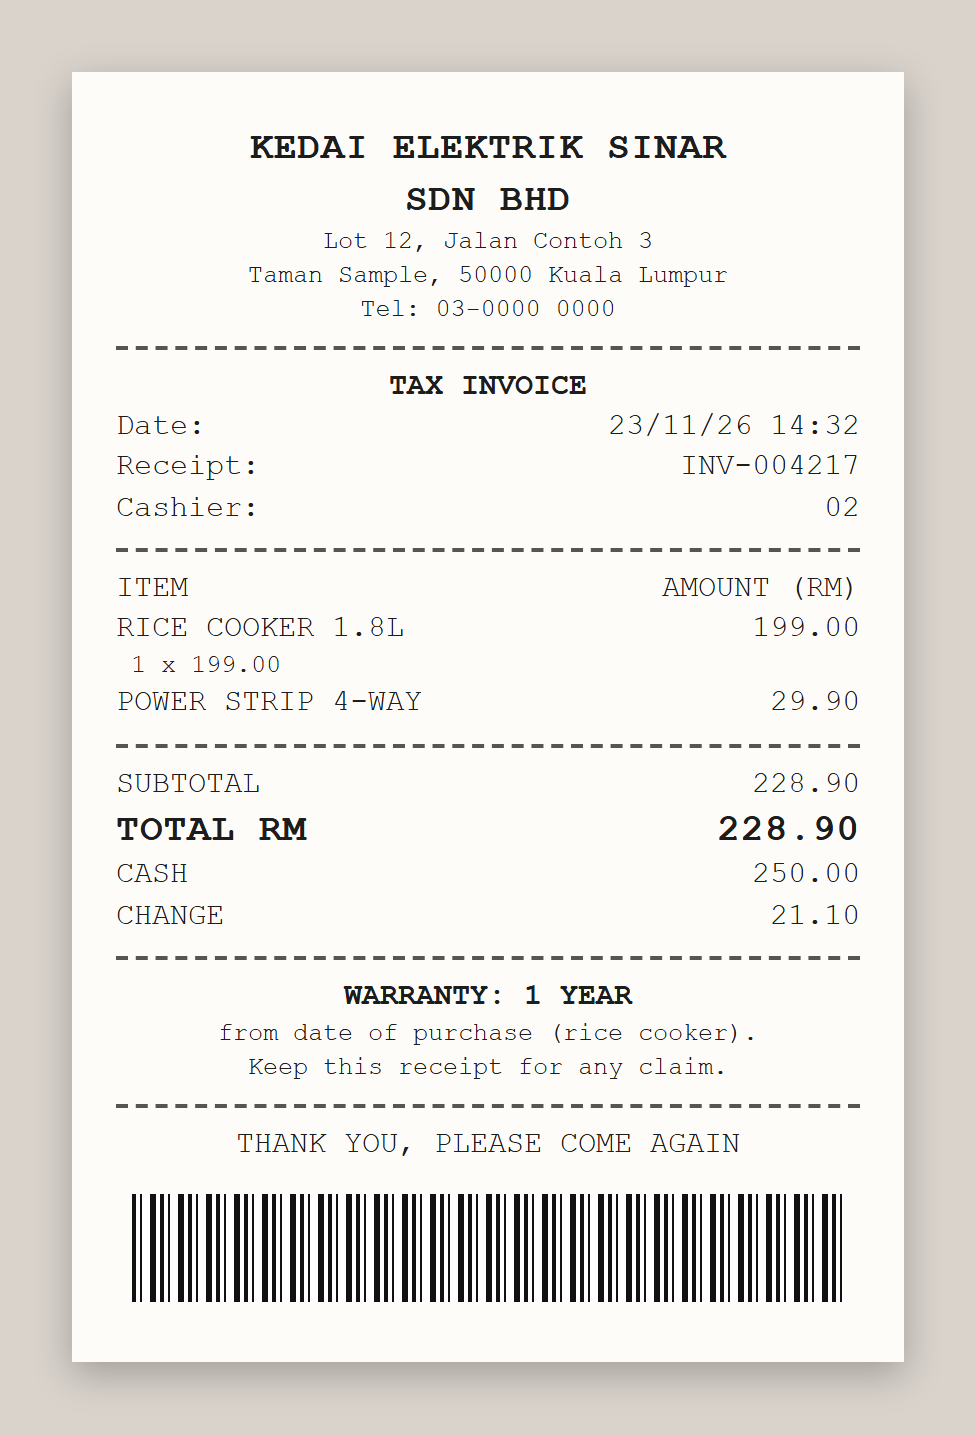 KEDAI ELEKTRIK SINAR
SDN BHD
Lot 12, Jalan Contoh 3
Taman Sample, 50000 Kuala Lumpur
Tel: 03-0000 0000
TAX INVOICE
Date: 23/11/26 14:32
Receipt: INV-004217
Cashier: 02
ITEM AMOUNT (RM)
RICE COOKER 1.8L 199.00
1 x 199.00
POWER STRIP 4-WAY 29.90
SUBTOTAL 228.90
TOTAL RM 228.90
CASH 250.00
CHANGE 21.10
WARRANTY: 1 YEAR
from date of purchase (rice cooker).
Keep this receipt for any claim.
THANK YOU, PLEASE COME AGAIN